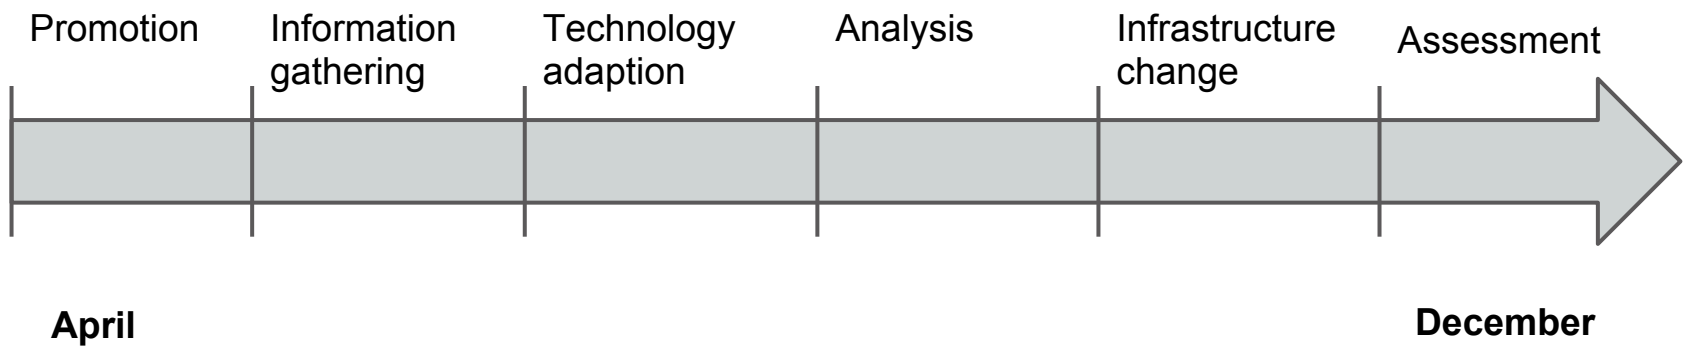 Promotion
Information
gathering
Technology
adaption
Analysis
Infrastructure
change
Assessment
April
December